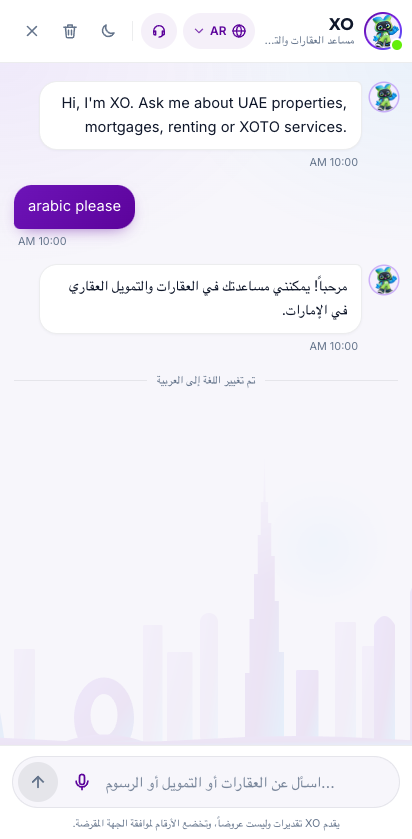 XO
مساعد العقارات والتـ...
AR
Hi, I'm XO. Ask me about UAE properties,
mortgages, renting or XOTO services.
AM 10:00
arabic please
AM 10:00
مرحباً! يمكنني مساعدتك في العقارات والتمويل العقاري
في الإمارات.
AM 10:00
تم تغيير اللغة إلى العربية
اسأل عن العقارات أو التمويل أو الرسوم...
يقدم XO تقديرات وليست عروضاً، وتخضع الأرقام لموافقة الجهة المقرضة.